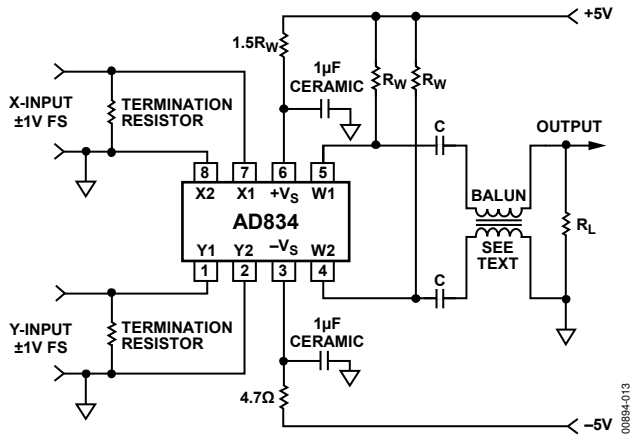 +5V
1.5RW
1µF
CERAMIC
RW
RW
X-INPUT
±1V FS
TERMINATION
RESISTOR
C
OUTPUT
8
7
6
5
X2
X1
+VS
W1
BALUN
AD834
RL
SEE
TEXT
Y1
Y2
–VS
W2
1
2
3
4
C
Y-INPUT
±1V FS
TERMINATION
RESISTOR
1µF
CERAMIC
4.7Ω
–5V
00894-013